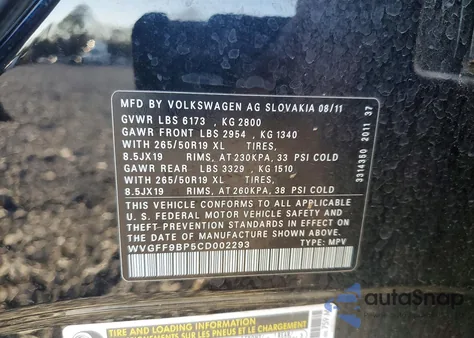 MFD BY VOLKSWAGEN AG SLOVAKIA 08/11
GVWR LBS 6173 , KG 2800
GAWR FRONT LBS 2954 , KG 1340
WITH 265/50R19 XL TIRES,
8.5JX19 RIMS, AT 230KPA, 33 PSI COLD
GAWR REAR LBS 3329 , KG 1510
WITH 265/50R19 XL TIRES,
8.5JX19 RIMS, AT 260KPA, 38 PSI COLD
THIS VEHICLE CONFORMS TO ALL APPLICABLE
U. S. FEDERAL MOTOR VEHICLE SAFETY AND
THEFT PREVENTION STANDARDS IN EFFECT ON
THE DATE OF MANUFACTURE SHOWN ABOVE.
WVGFF9BP5CD002293 TYPE: MPV
3314360 2011 37
autoSnap
TIRE AND LOADING INFORMATION